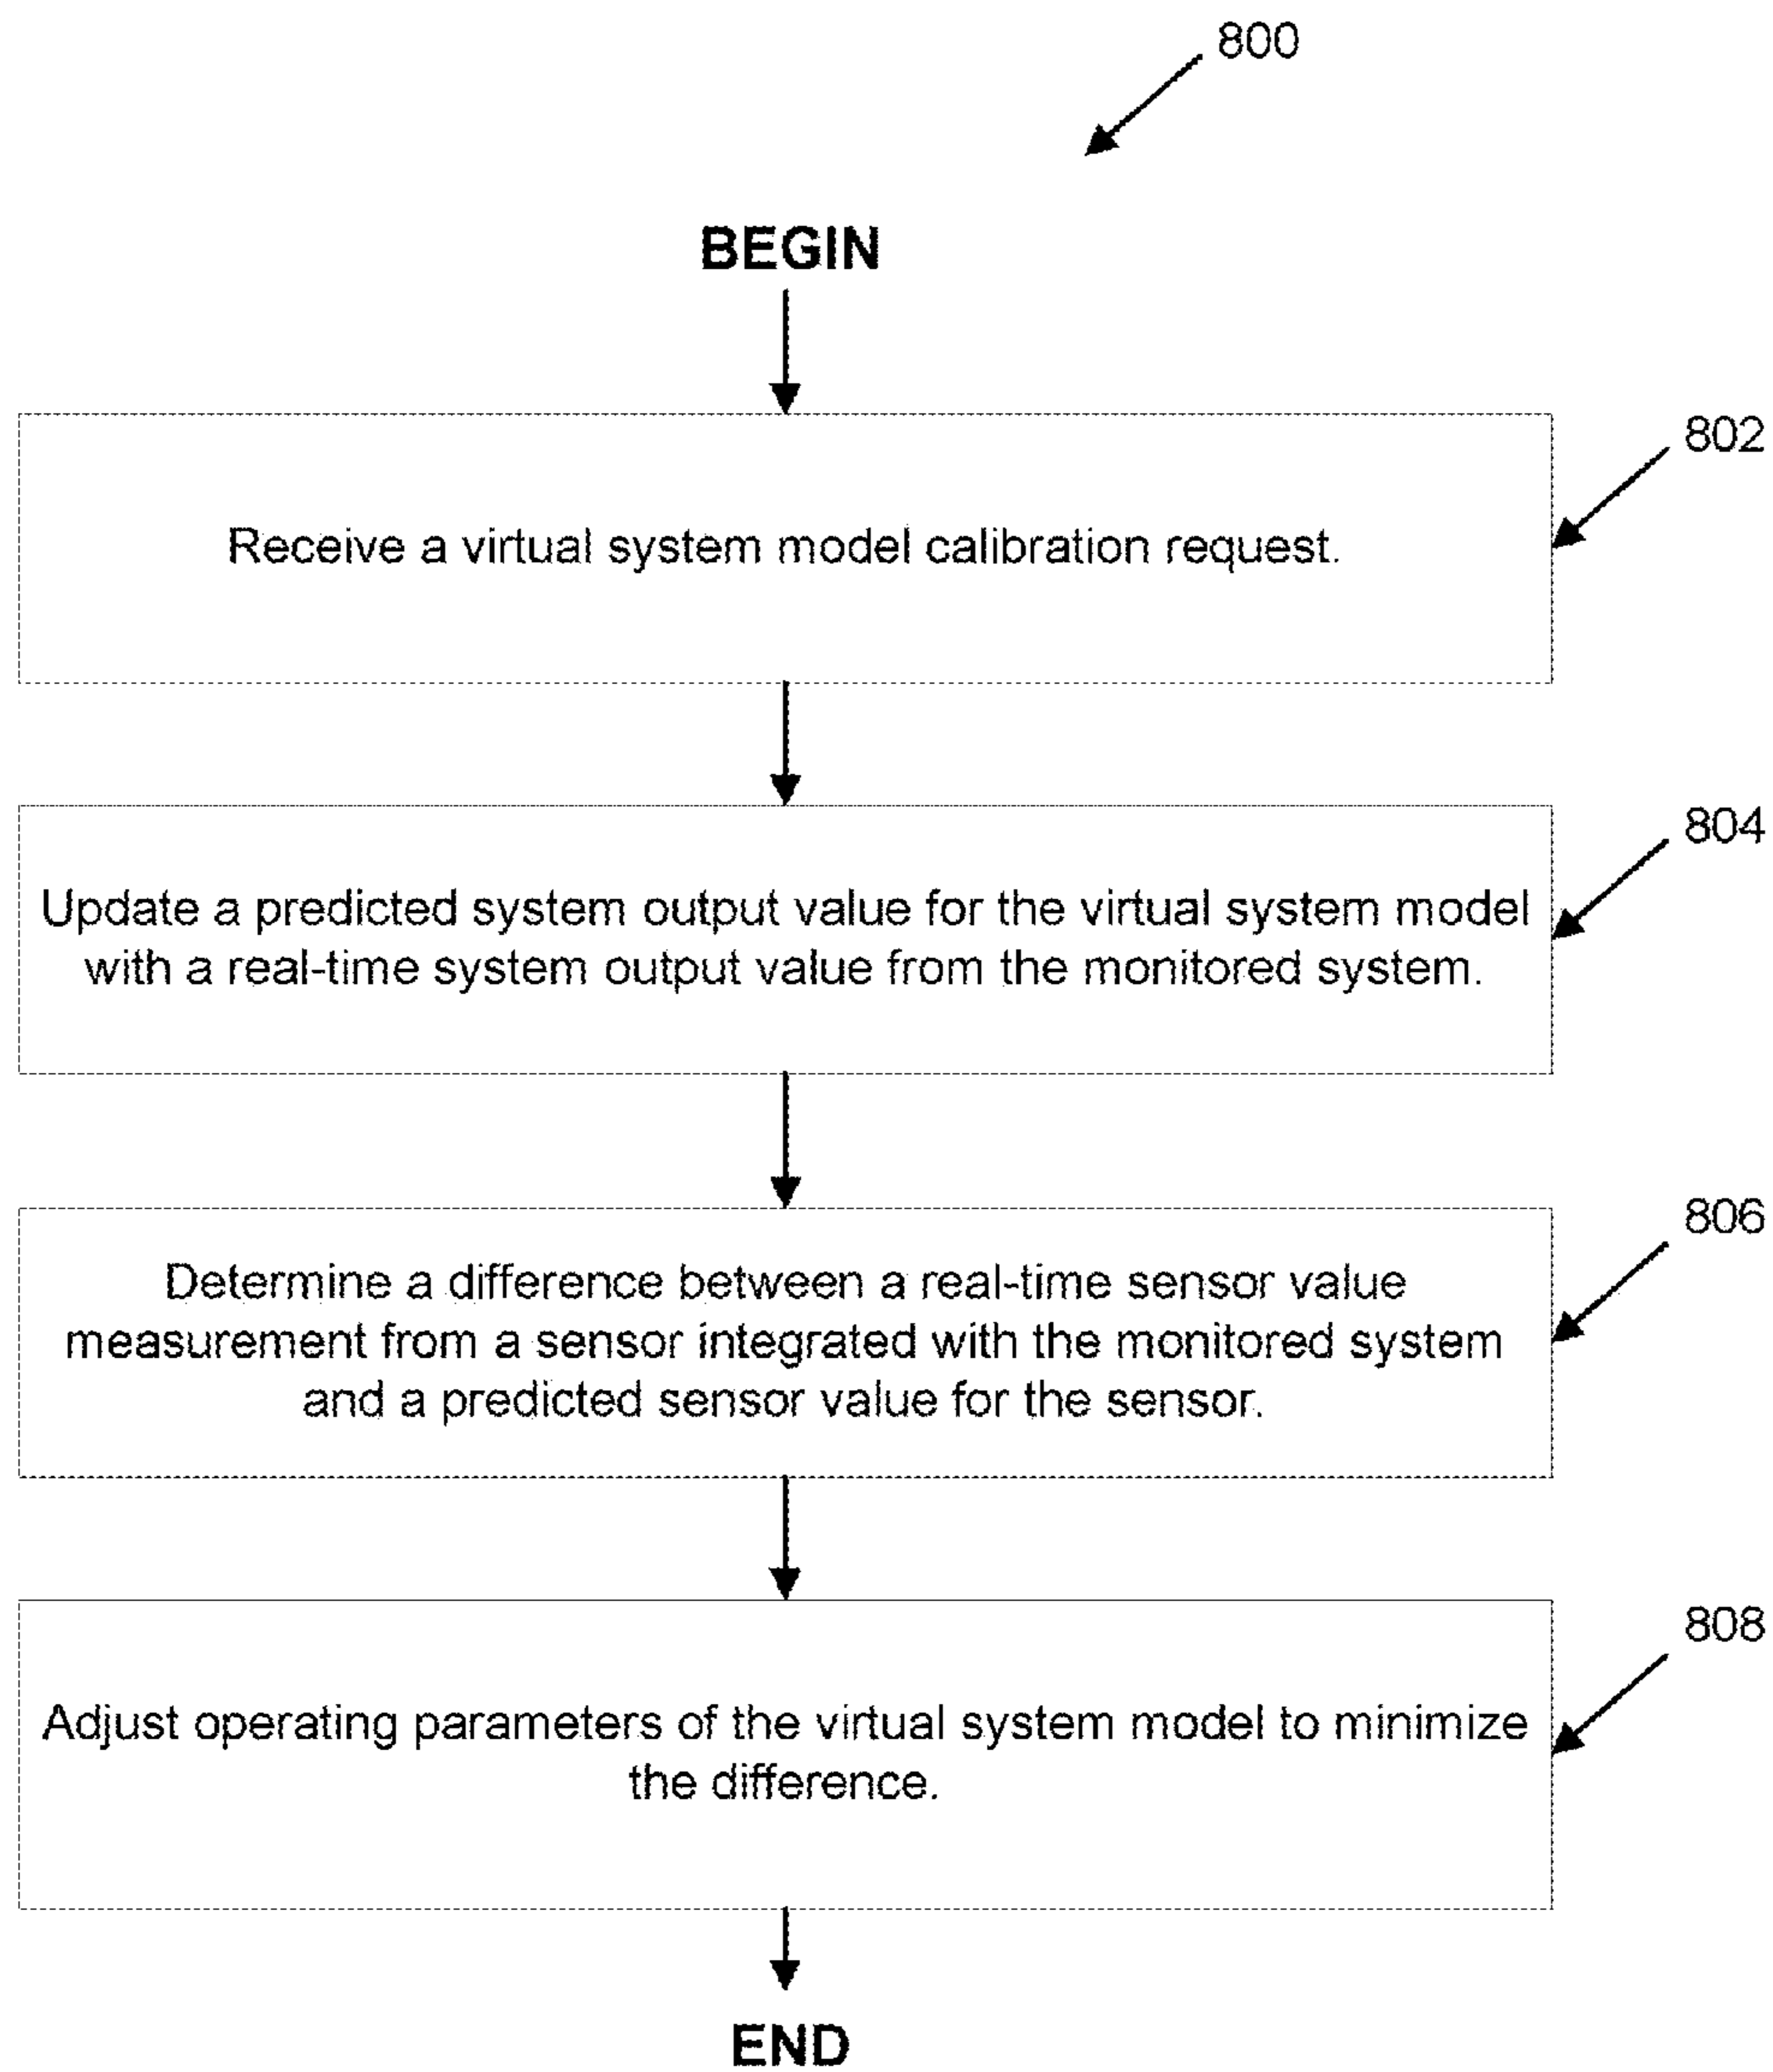 800
BEGIN
802
Receive a virtual system model calibration request.
804
Update a predicted system output value for the virtual system model
with a real-time system output value from the monitored system.
806
Determine a difference between a real-time sensor value
measurement from a sensor integrated with the monitored system
and a predicted sensor value for the sensor.
808
Adjust operating parameters of the virtual system model to minimize
the difference.
END